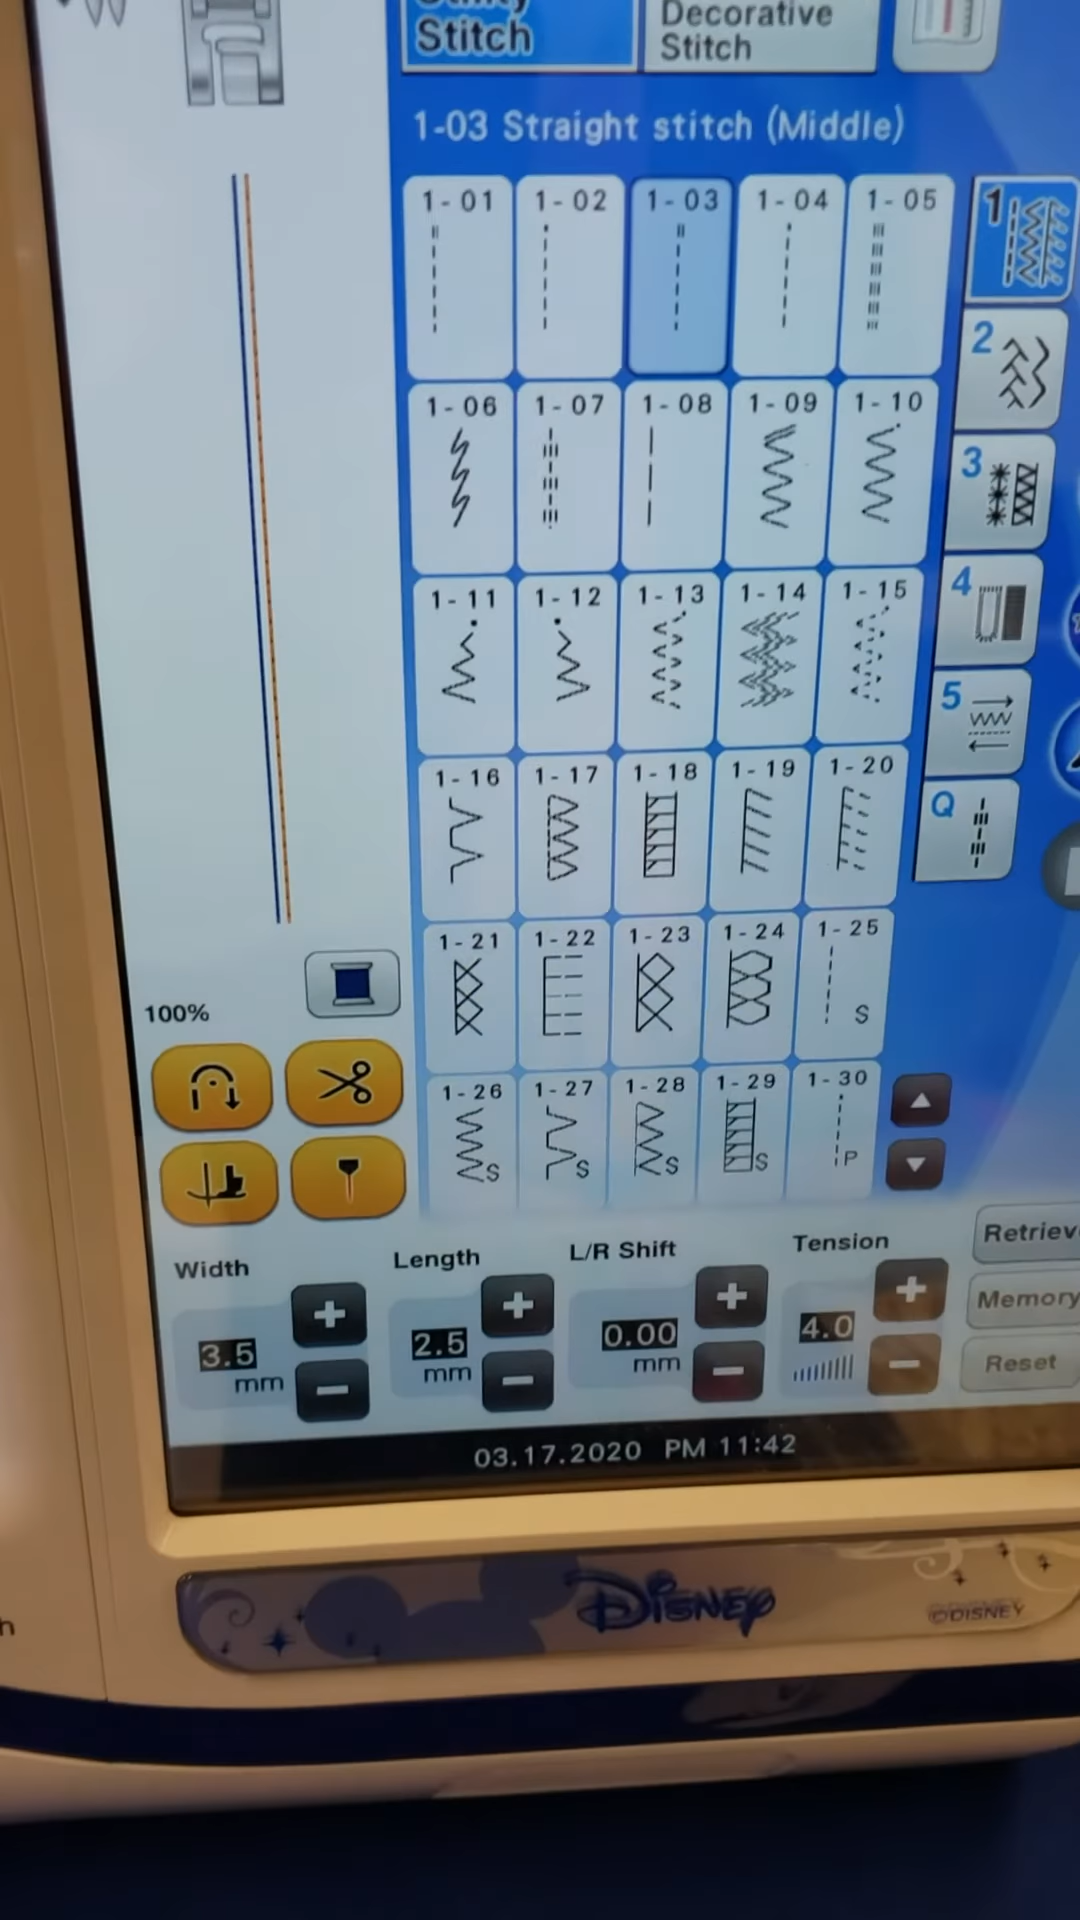 Utility
Stitch
Decorative
Stitch
1-03 Straight stitch (Middle)
1-01 1-02 1-03 1-04 1-05
1-06 1-07 1-08 1-09 1-10
1-11 1-12 1-13 1-14 1-15
1-16 1-17 1-18 1-19 1-20
1-21 1-22 1-23 1-24 1-25
S
1-26 1-27 1-28 1-29 1-30
S S S S P
1
2
3
4
5
Q
100%
Width Length L/R Shift Tension
3.5 2.5 0.00 4.0
mm mm mm
+ + + +
− − − −
Retriev
Memory
Reset
03.17.2020 PM 11:42
DISNEY
©DISNEY
h